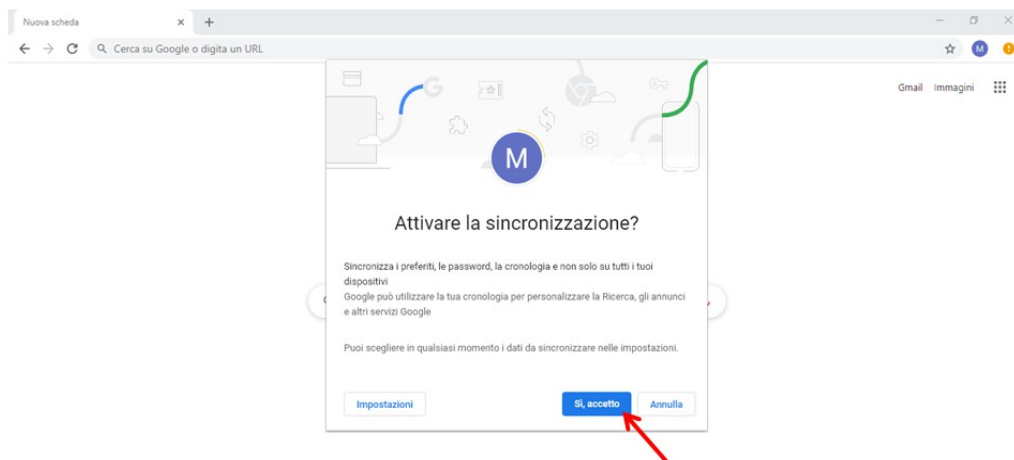 Nuova scheda
Cerca su Google o digita un URL
M
Gmail Immagini
G
M
Attivare la sincronizzazione?
Sincronizza i preferiti, le password, la cronologia e non solo su tutti i tuoi
dispositivi
Google può utilizzare la tua cronologia per personalizzare la Ricerca, gli annunci
e altri servizi Google
Puoi scegliere in qualsiasi momento i dati da sincronizzare nelle impostazioni.
Impostazioni Sì, accetto Annulla